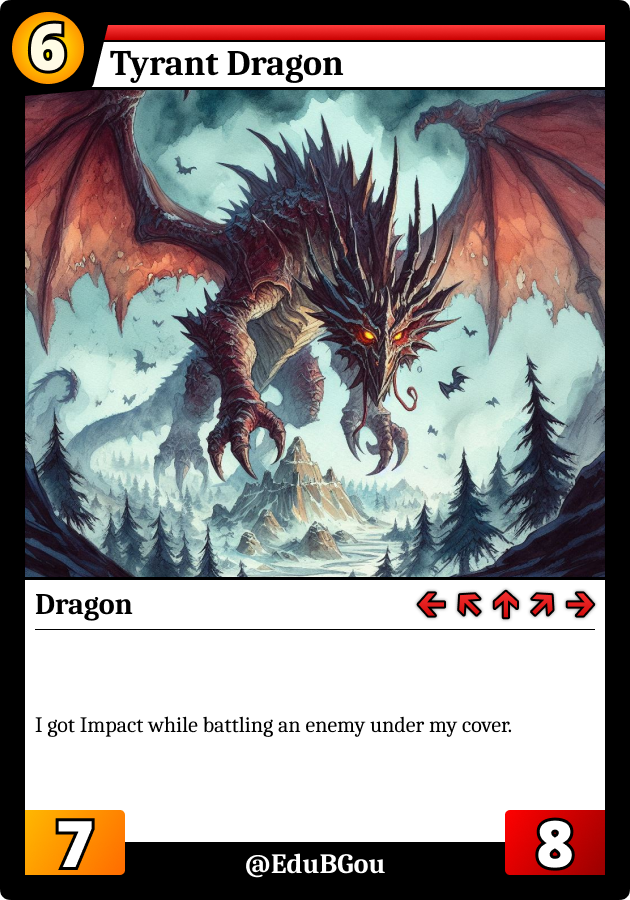 6
Tyrant Dragon
Dragon
I got Impact while battling an enemy under my cover.
7
@EduBGou
8